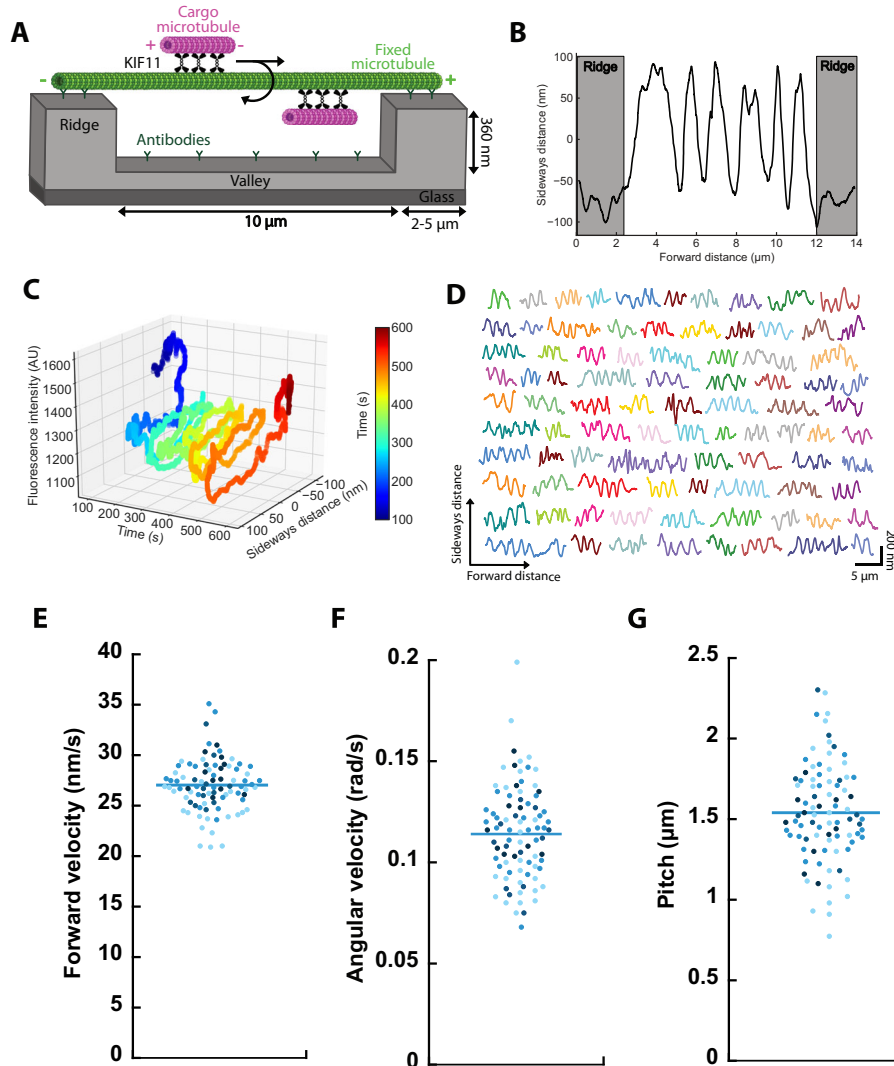 A
Cargo
microtubule
+
-
KIF11
Fixed
microtubule
-
+
Ridge
Antibodies
360 nm
Valley
Glass
10 μm
2-5 μm
B
Ridge
Ridge
100
50
0
−50
−100
Sideways distance (nm)
0
2
4
6
8
10
12
14
Forward distance (μm)
C
Fluorescence intensity (AU)
1600
1500
1400
1300
1200
1100
100
200
300
400
500
600
Time (s)
100
50
0
−50
−100
Sideways distance (nm)
600
500
400
300
200
100
Time (s)
D
Sideways distance
Forward distance
200 nm
5 μm
E
40
35
30
25
20
15
10
5
0
Forward velocity (nm/s)
F
0.2
0.15
0.1
0.05
0
Angular velocity (rad/s)
G
2.5
2
1.5
1
0.5
0
Pitch (μm)